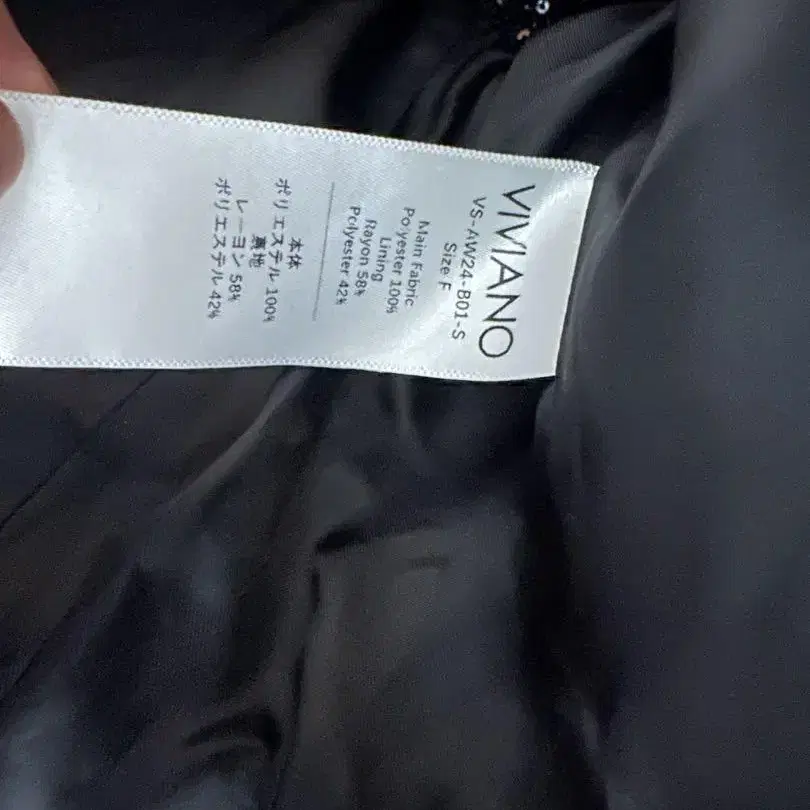 VIVIANO
VS-AW24-B01-S
Size F
Main Fabric
Polyester 100%
Lining
Rayon 58%
Polyester 42%
本体
ポリエステル 100%
裏地
レーヨン 58%
ポリエステル 42%